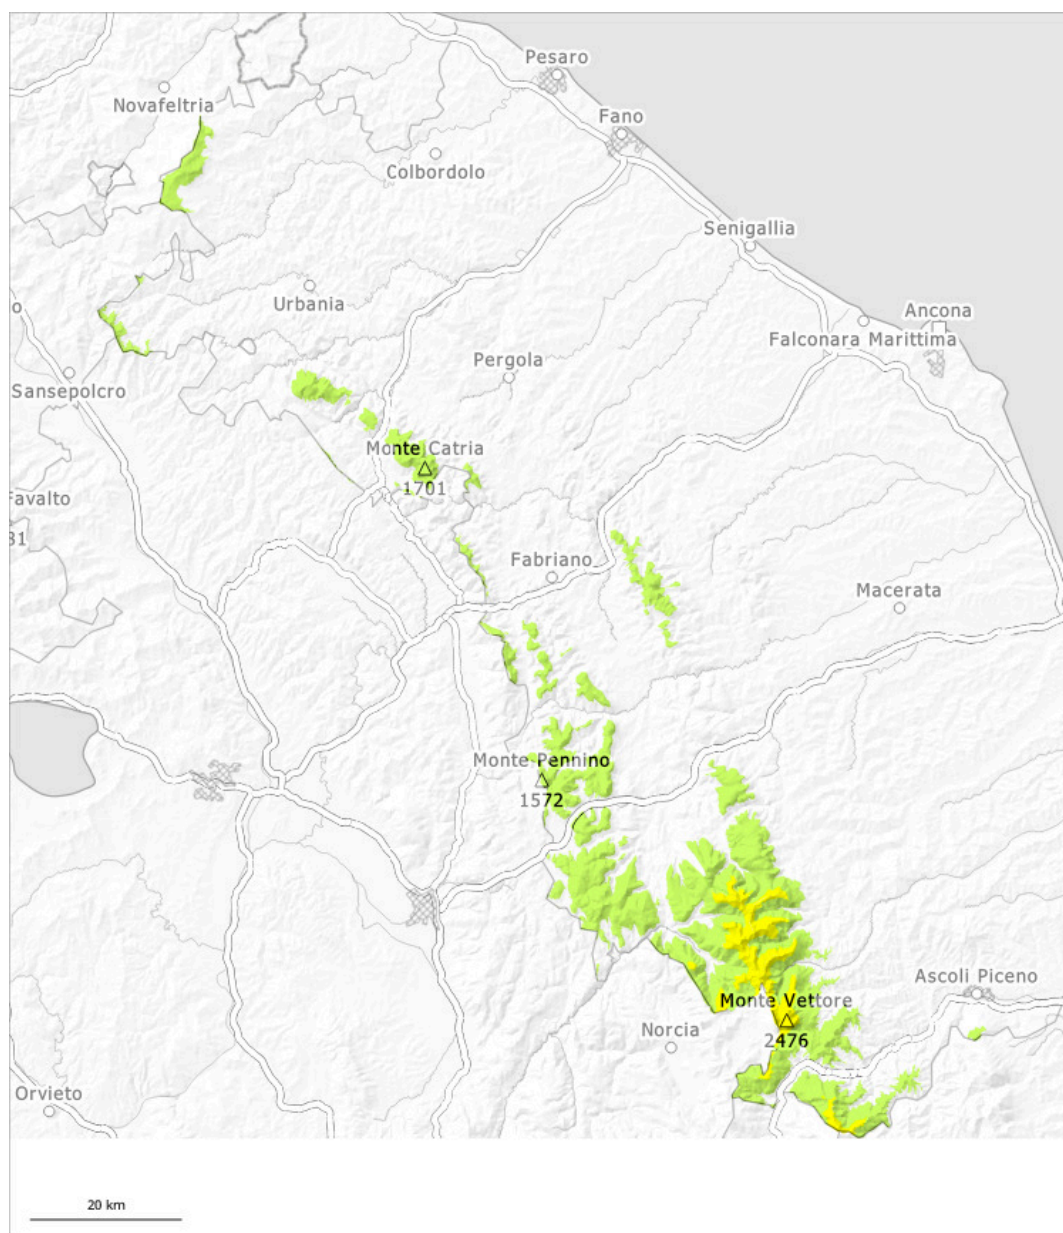 Pesaro
Novafeltria
Fano
Colbordolo
Senigallia
Urbania
Ancona
o
Falconara Marittima
Pergola
Sansepolcro
Monte Catria
1701
Favalto
31
Fabriano
Macerata
Monte Pennino
1572
Ascoli Piceno
Monte Vettore
Norcia
2476
Orvieto
20 km